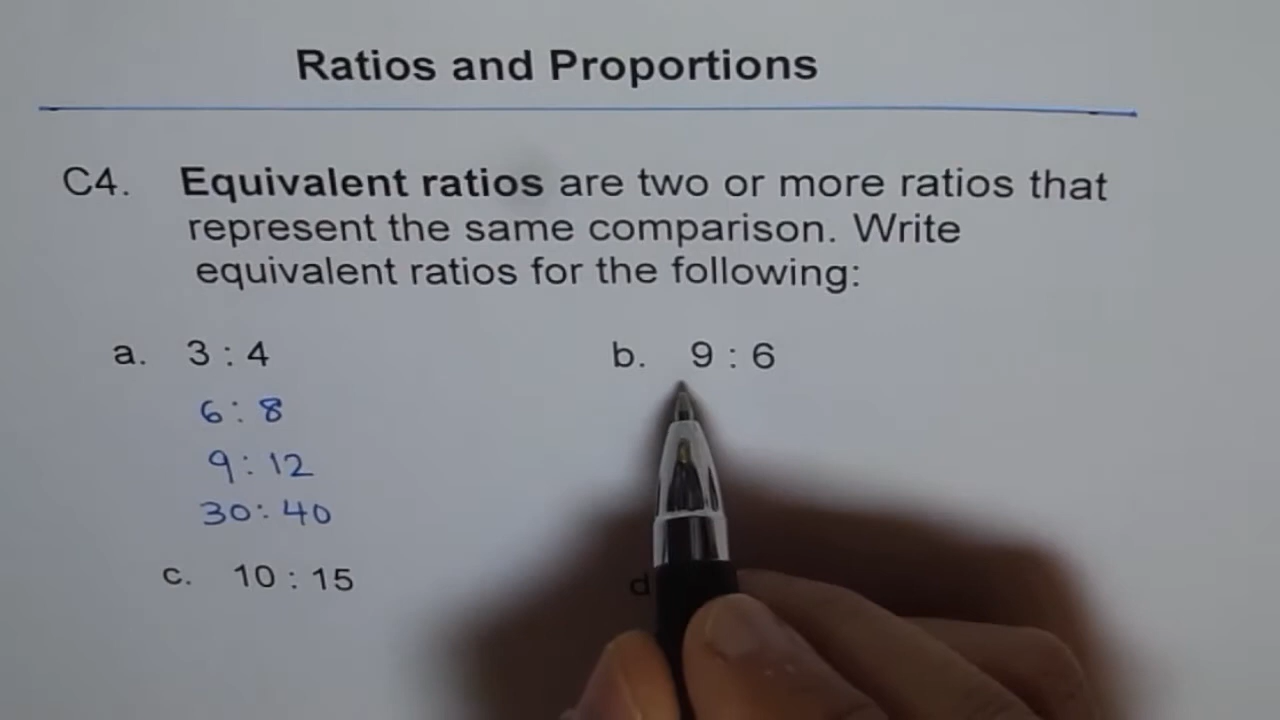 Ratios and Proportions
C4. Equivalent ratios are two or more ratios that
represent the same comparison. Write
equivalent ratios for the following:
a. 3 : 4
6 : 8
9 : 12
30 : 40
b. 9 : 6
c. 10 : 15
d